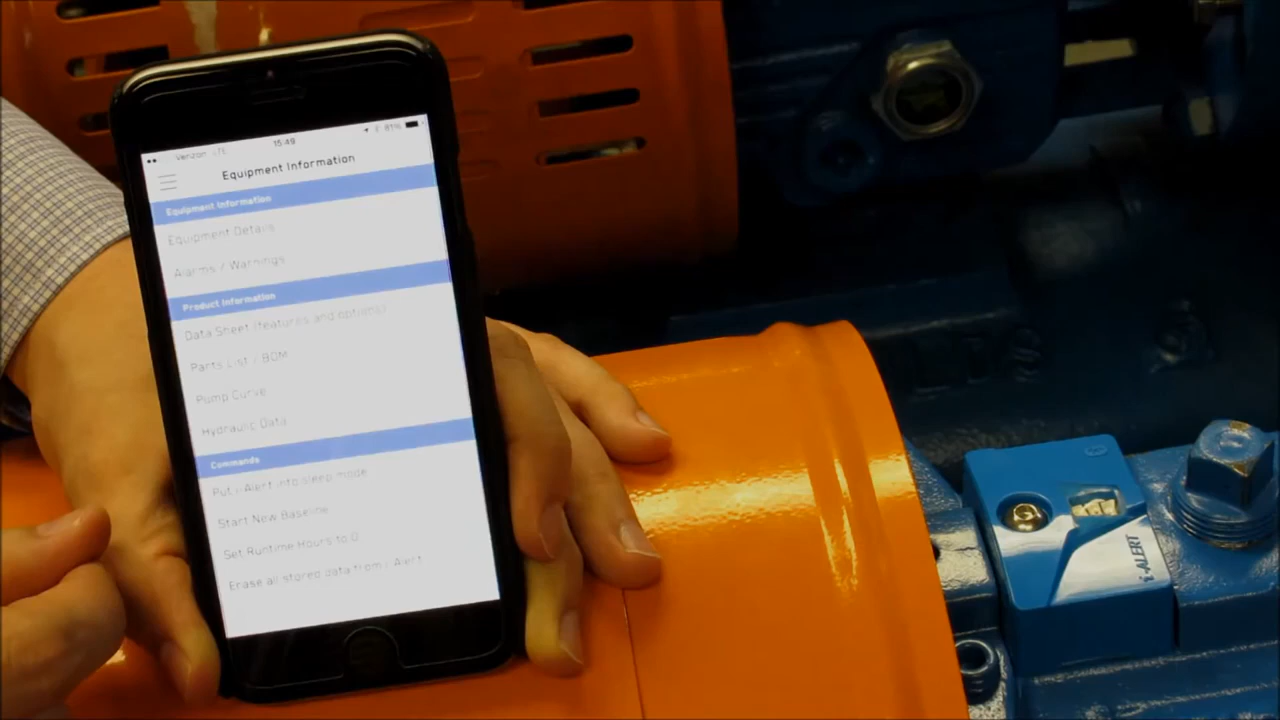 Verizon LTE 15:49 81%
Equipment Information
Equipment Information
Equipment Details
Alarms / Warnings
Product Information
Data Sheet (features and options)
Parts List / BOM
Pump Curve
Hydraulic Data
Commands
Put i-Alert into sleep mode
Start New Baseline
Set Runtime Hours to 0
Erase all stored data from i-Alert
i-ALERT